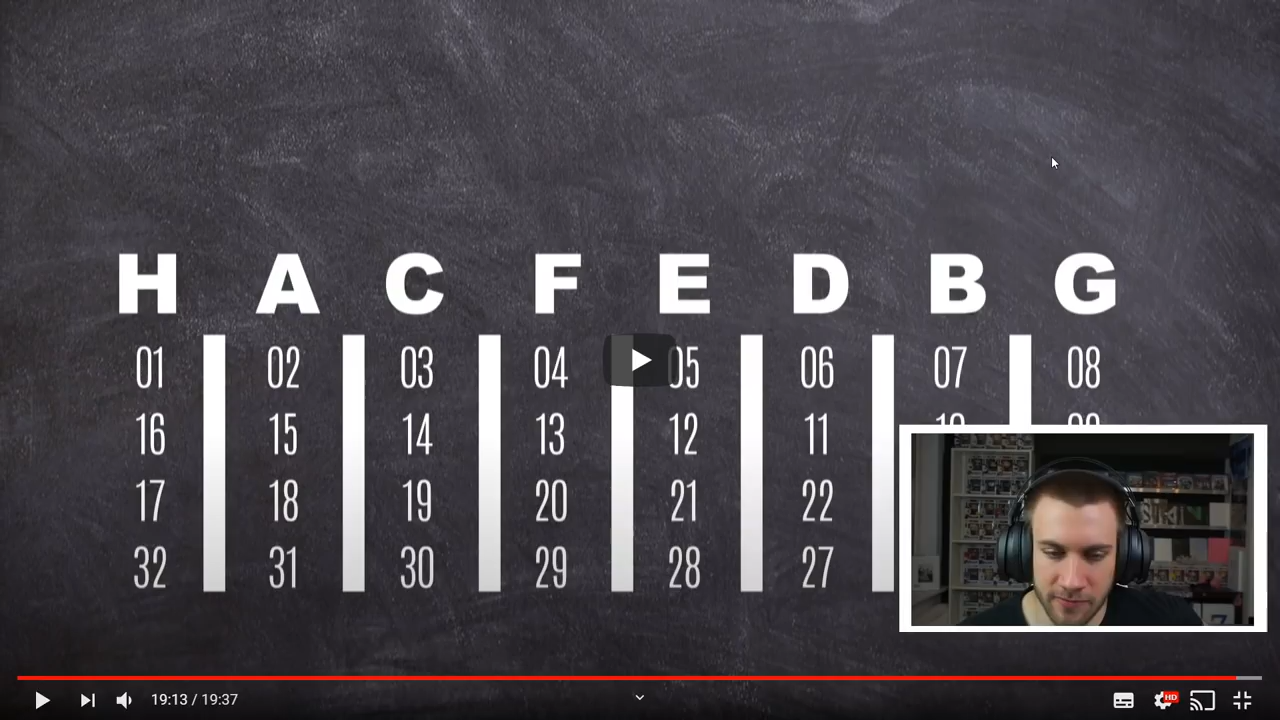 H A C F E D B G
01 02 03 04 05 06 07 08
16 15 14 13 12 11
17 18 19 20 21 22
32 31 30 29 28 27
19:13 / 19:37
HD